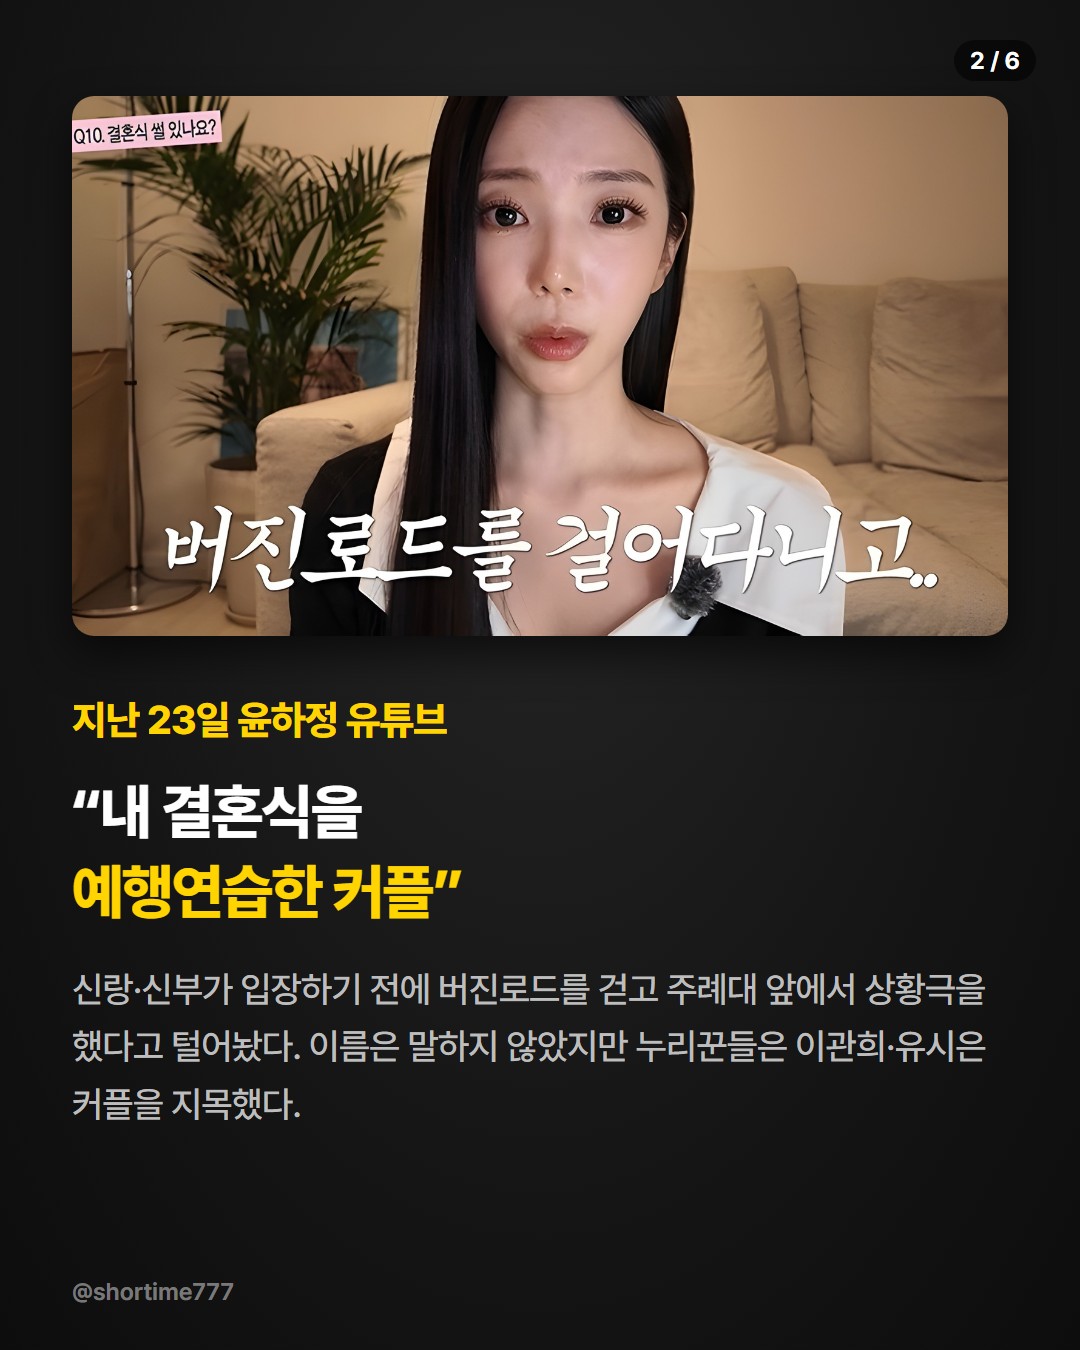 2 / 6
Q10. 결혼식 썰 있나요?
버진로드를 걸어다니고..
지난 23일 윤하정 유튜브
“내 결혼식을
예행연습한 커플”
신랑·신부가 입장하기 전에 버진로드를 걷고 주례대 앞에서 상황극을
했다고 털어놨다. 이름은 말하지 않았지만 누리꾼들은 이관희·유시은
커플을 지목했다.
@shortime777